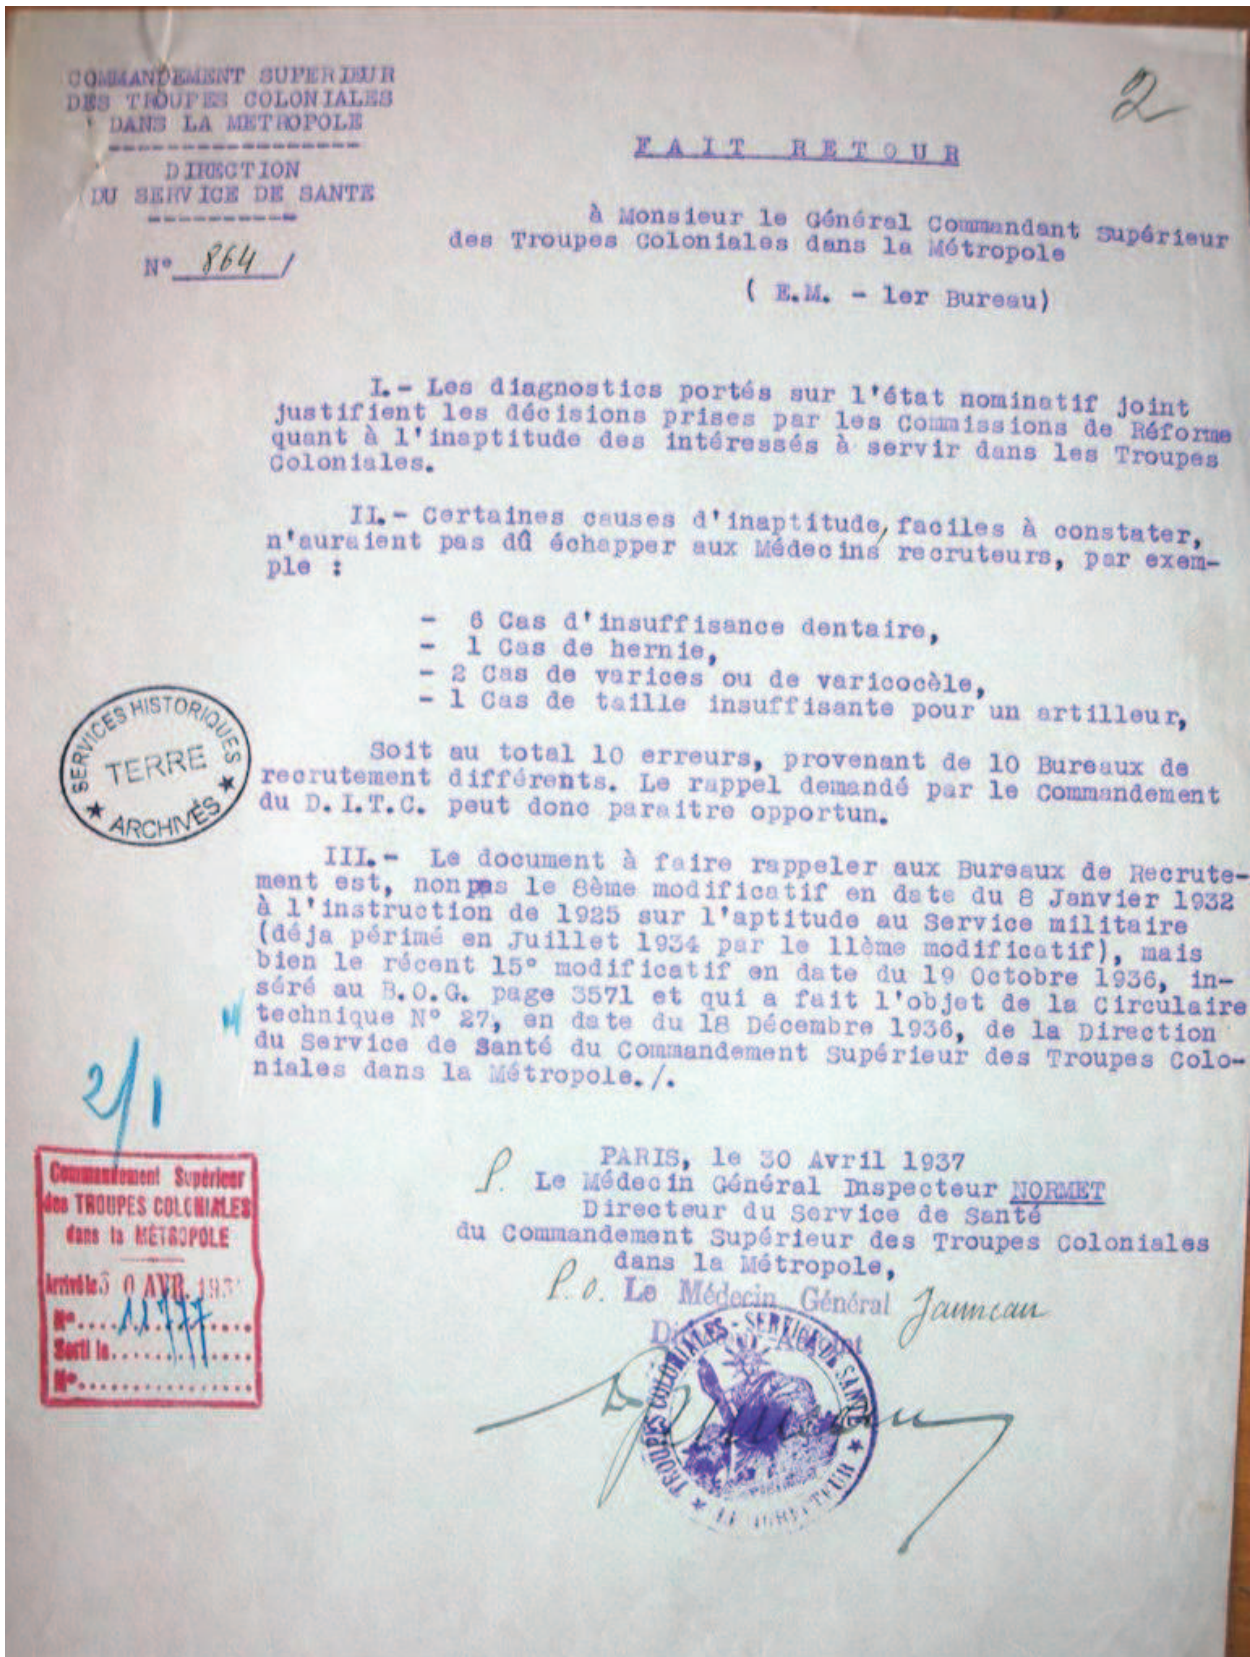 COMMANDEMENT SUPERIEUR
DES TROUPES COLONIALES
DANS LA METROPOLE
DIRECTION
DU SERVICE DE SANTE
N° 864 /
2
FAIT RETOUR
à Monsieur le Général Commandant Supérieur
des Troupes Coloniales dans la Métropole
( E.M. - 1er Bureau)
I.- Les diagnostics portés sur l'état nominatif joint
justifient les décisions prises par les Commissions de Réforme
quant à l'inaptitude des intéressés à servir dans les Troupes
Coloniales.
II.- Certaines causes d'inaptitude, faciles à constater,
n'auraient pas dû échapper aux Médecins recruteurs, par exem-
ple :
- 6 Cas d'insuffisance dentaire,
- 1 Cas de hernie,
- 2 Cas de varices ou de varicocèle,
- 1 Cas de taille insuffisante pour un artilleur,
Soit au total 10 erreurs, provenant de 10 Bureaux de
recrutement différents. Le rappel demandé par le Commandement
du D.I.T.C. peut donc paraitre opportun.
SERVICES HISTORIQUES
TERRE
★ ARCHIVES ★
III.- Le document à faire rappeler aux Bureaux de Recrute-
ment est, non pas le 8ème modificatif en date du 8 Janvier 1932
à l'instruction de 1925 sur l'aptitude au Service militaire
(déja périmé en Juillet 1934 par le 11ème modificatif), mais
bien le récent 15° modificatif en date du 19 Octobre 1936, in-
séré au B.O.G. page 3571 et qui a fait l'objet de la Circulaire
technique N° 27, en date du 18 Décembre 1936, de la Direction
du Service de Santé du Commandement Supérieur des Troupes Colo-
niales dans la Métropole./.
2/1
Commandement Supérieur
des TROUPES COLONIALES
dans la MÉTROPOLE
Arrivé le 30 AVR. 193
N° 11777
Sorti le
N°
PARIS, le 30 Avril 1937
P. Le Médecin Général Inspecteur NORMET
Directeur du Service de Santé
du Commandement Supérieur des Troupes Coloniales
dans la Métropole,
P.O. Le Médecin Général Jauneau
TROUPES COLONIALES - SERVICE DE SANTÉ
★ LE DIRECTEUR ★